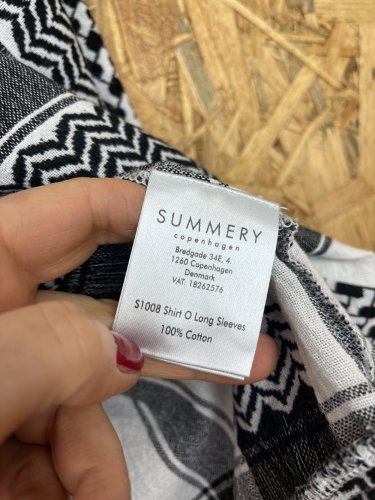 SUMMERY
copenhagen
Bredgade 34E, 4.
1260 Copenhagen
Denmark
VAT: 18262576
S1008 Shirt O Long Sleeves
100% Cotton